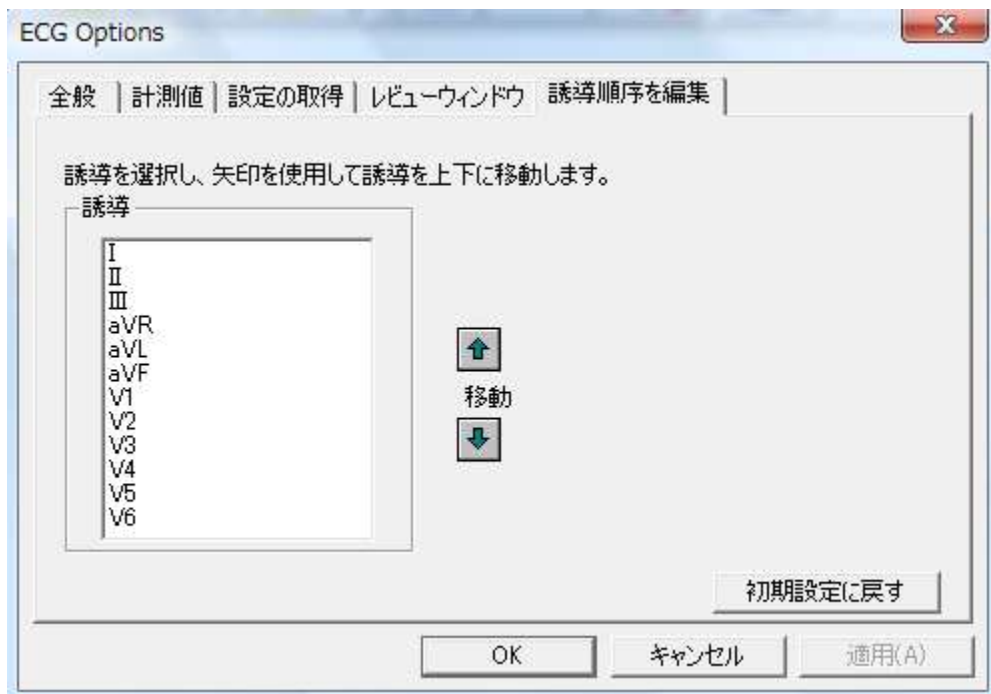 ECG Options
全般 計測値 設定の取得 レビューウィンドウ 誘導順序を編集
誘導を選択し、矢印を使用して誘導を上下に移動します。
誘導
I
II
III
aVR
aVL
aVF
V1
V2
V3
V4
V5
V6
移動
初期設定に戻す
OK キャンセル 適用(A)